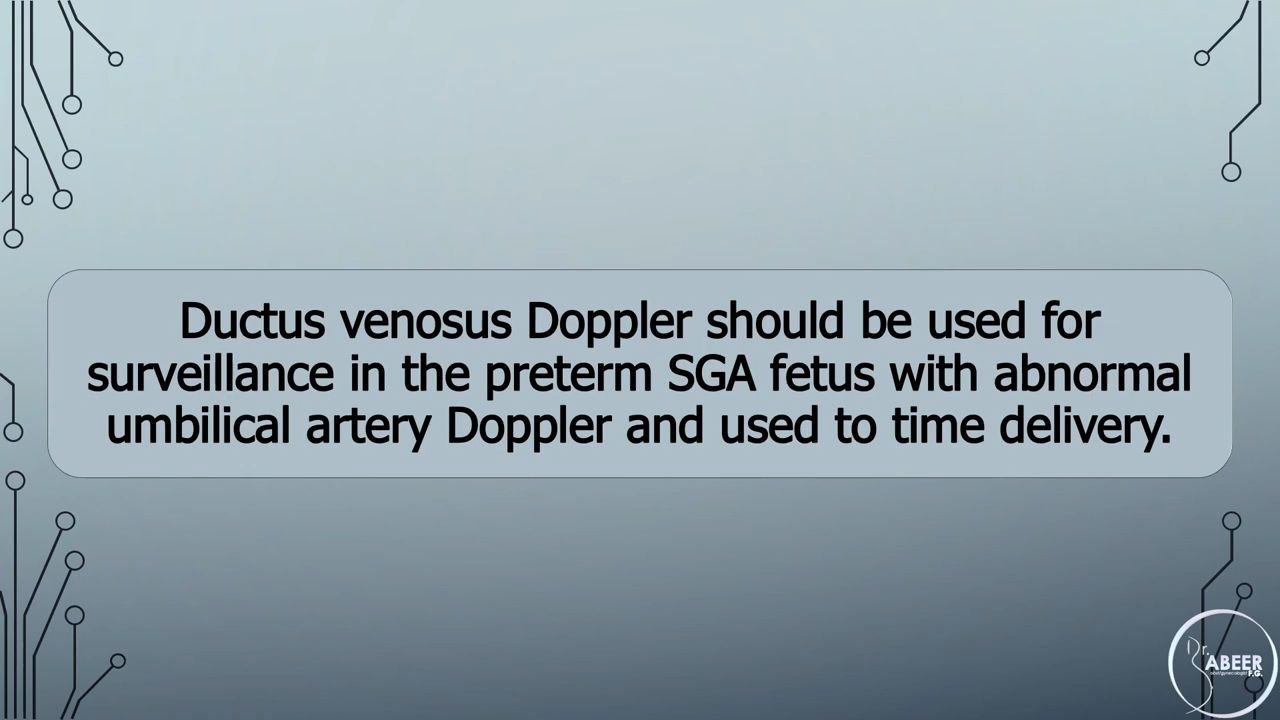 Ductus venosus Doppler should be used for
surveillance in the preterm SGA fetus with abnormal
umbilical artery Doppler and used to time delivery.
Dr.
ABEER
F.G.